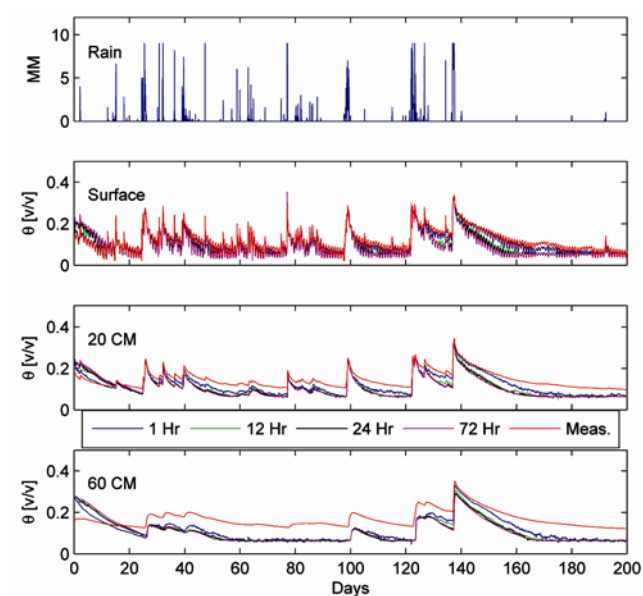 10
5
0
MM
Rain
0.4
0.2
0
θ [v/v]
Surface
0.4
0.2
0
θ [v/v]
20 CM
1 Hr 12 Hr 24 Hr 72 Hr Meas.
0.4
0.2
0
θ [v/v]
60 CM
0 20 40 60 80 100 120 140 160 180 200
Days